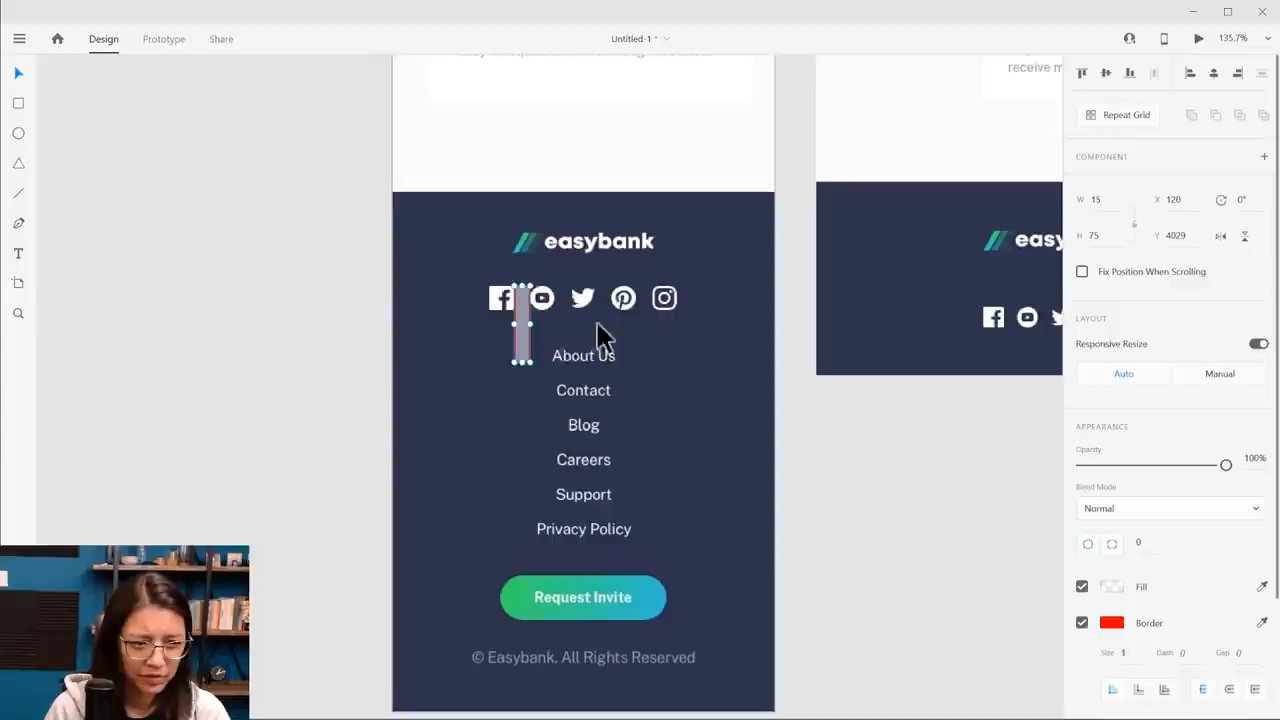 Design Prototype Share
Untitled-1 *
135.7%
receive m
Repeat Grid
COMPONENT
W 15 X 120 0°
H 75 Y 4029
Fix Position When Scrolling
LAYOUT
Responsive Resize
Auto Manual
APPEARANCE
Opacity
100%
Blend Mode
Normal
0
Fill
Border
Size 1 Dash 0 Gap 0
easybank
About Us
Contact
Blog
Careers
Support
Privacy Policy
Request Invite
© Easybank. All Rights Reserved
easy